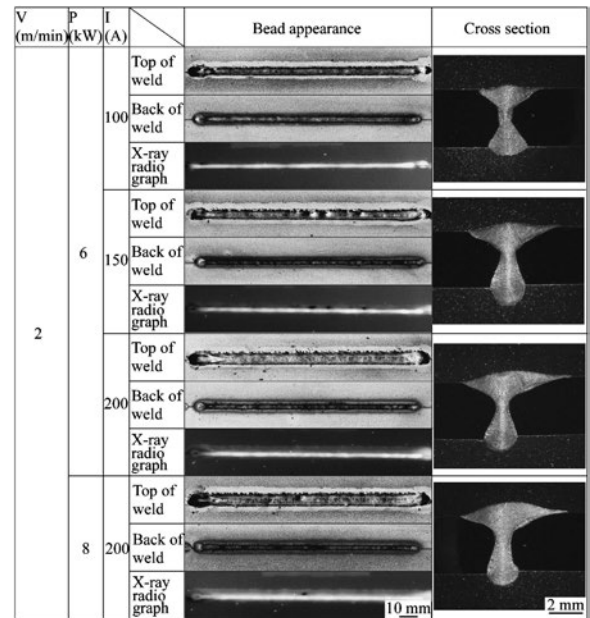 V
(m/min)
P
(kW)
I
(A)
Bead appearance
Cross section
2
6
100
Top of
weld
Back of
weld
X-ray
radio
graph
150
Top of
weld
Back of
weld
X-ray
radio
graph
200
Top of
weld
Back of
weld
X-ray
radio
graph
8
200
Top of
weld
Back of
weld
X-ray
radio
graph
10 mm
2 mm